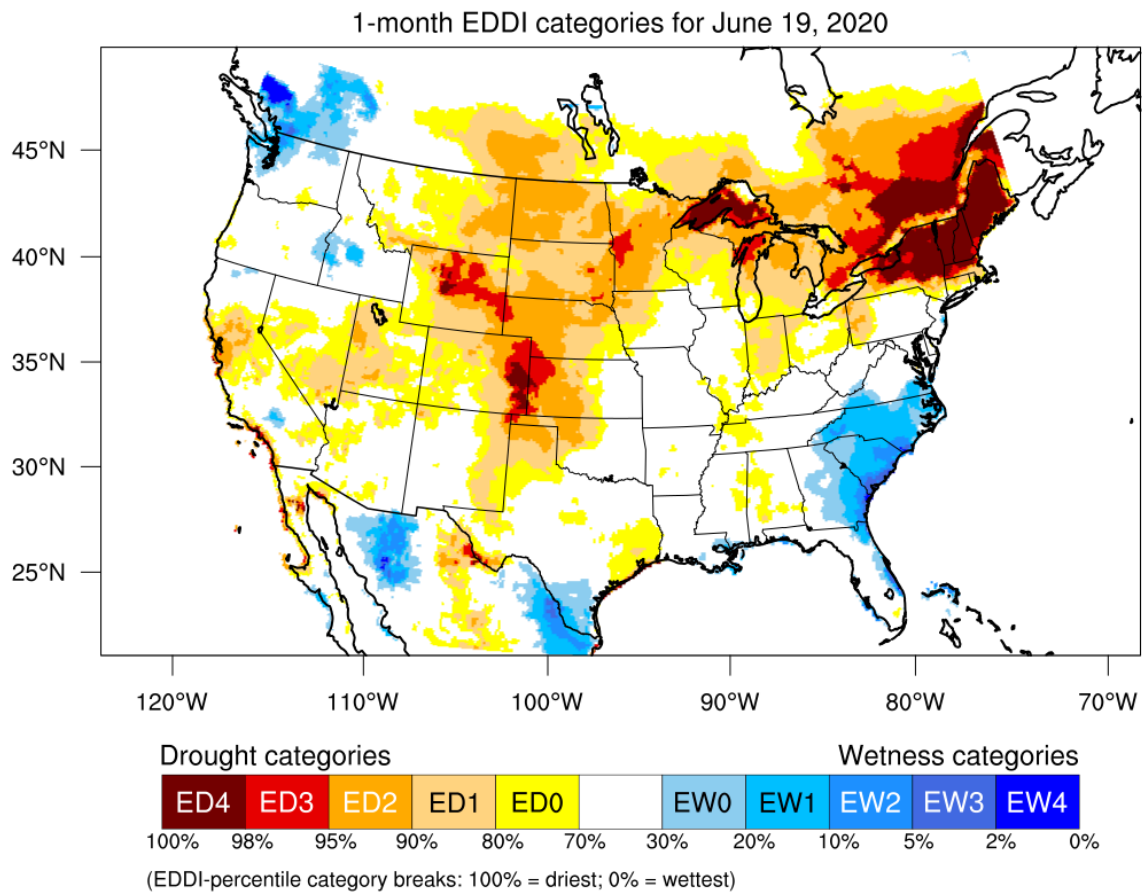 1-month EDDI categories for June 19, 2020
45°N
40°N
35°N
30°N
25°N
120°W 110°W 100°W 90°W 80°W 70°W
Drought categories Wetness categories
ED4 ED3 ED2 ED1 ED0 EW0 EW1 EW2 EW3 EW4
100% 98% 95% 90% 80% 70% 30% 20% 10% 5% 2% 0%
(EDDI-percentile category breaks: 100% = driest; 0% = wettest)